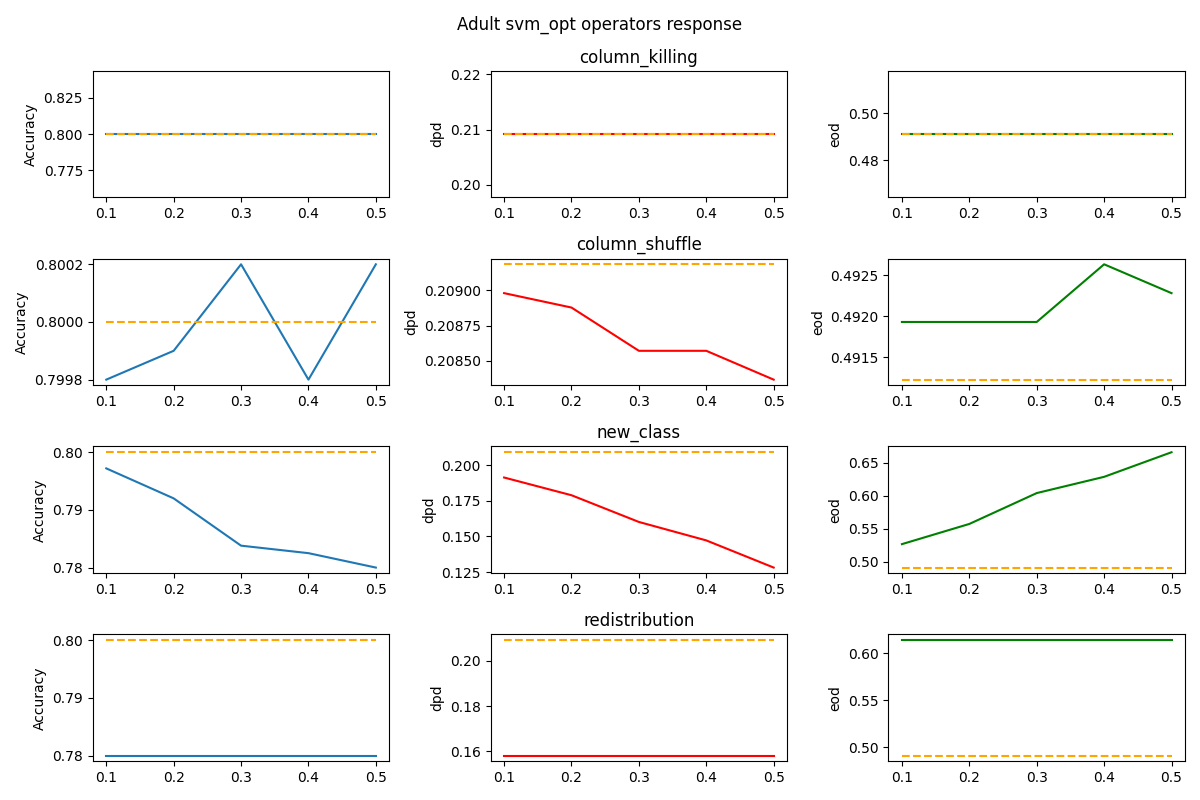 Adult svm_opt operators response
column_killing
Accuracy
0.825
0.800
0.775
0.1 0.2 0.3 0.4 0.5
dpd
0.22
0.21
0.20
0.1 0.2 0.3 0.4 0.5
eod
0.50
0.48
0.1 0.2 0.3 0.4 0.5
column_shuffle
Accuracy
0.8002
0.8000
0.7998
0.1 0.2 0.3 0.4 0.5
dpd
0.20900
0.20875
0.20850
0.1 0.2 0.3 0.4 0.5
eod
0.4925
0.4920
0.4915
0.1 0.2 0.3 0.4 0.5
new_class
Accuracy
0.80
0.79
0.78
0.1 0.2 0.3 0.4 0.5
dpd
0.200
0.175
0.150
0.125
0.1 0.2 0.3 0.4 0.5
eod
0.65
0.60
0.55
0.50
0.1 0.2 0.3 0.4 0.5
redistribution
Accuracy
0.80
0.79
0.78
0.1 0.2 0.3 0.4 0.5
dpd
0.20
0.18
0.16
0.1 0.2 0.3 0.4 0.5
eod
0.60
0.55
0.50
0.1 0.2 0.3 0.4 0.5